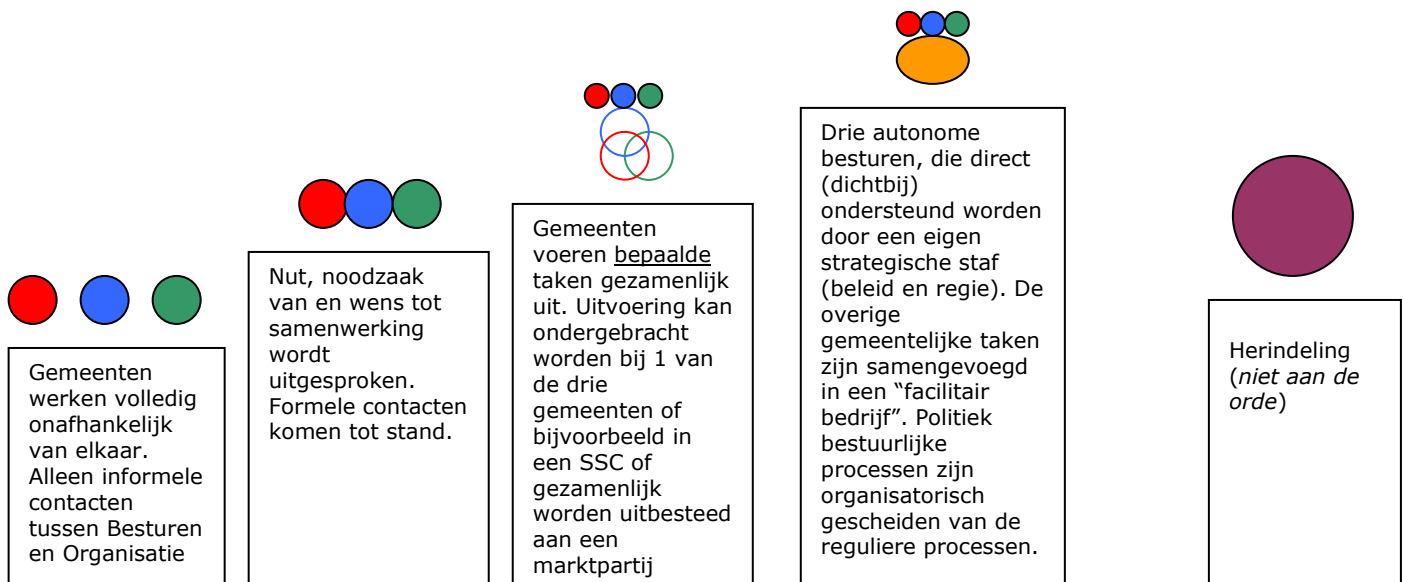 Gemeenten
werken volledig
onafhankelijk
van elkaar.
Alleen informele
contacten
tussen Besturen
en Organisatie
Nut, noodzaak
van en wens tot
samenwerking
wordt
uitgesproken.
Formele contacten
komen tot stand.
Gemeenten
voeren bepaalde
taken gezamenlijk
uit. Uitvoering kan
ondergebracht
worden bij 1 van
de drie
gemeenten of
bijvoorbeeld in
een SSC of
gezamenlijk
worden uitbesteed
aan een
marktpartij
Drie autonome
besturen, die direct
(dichtbij)
ondersteund worden
door een eigen
strategische staf
(beleid en regie). De
overige
gemeentelijke taken
zijn samengevoegd
in een “facilitair
bedrijf”. Politiek
bestuurlijke
processen zijn
organisatorisch
gescheiden van de
reguliere processen.
Herindeling
(niet aan de
orde)